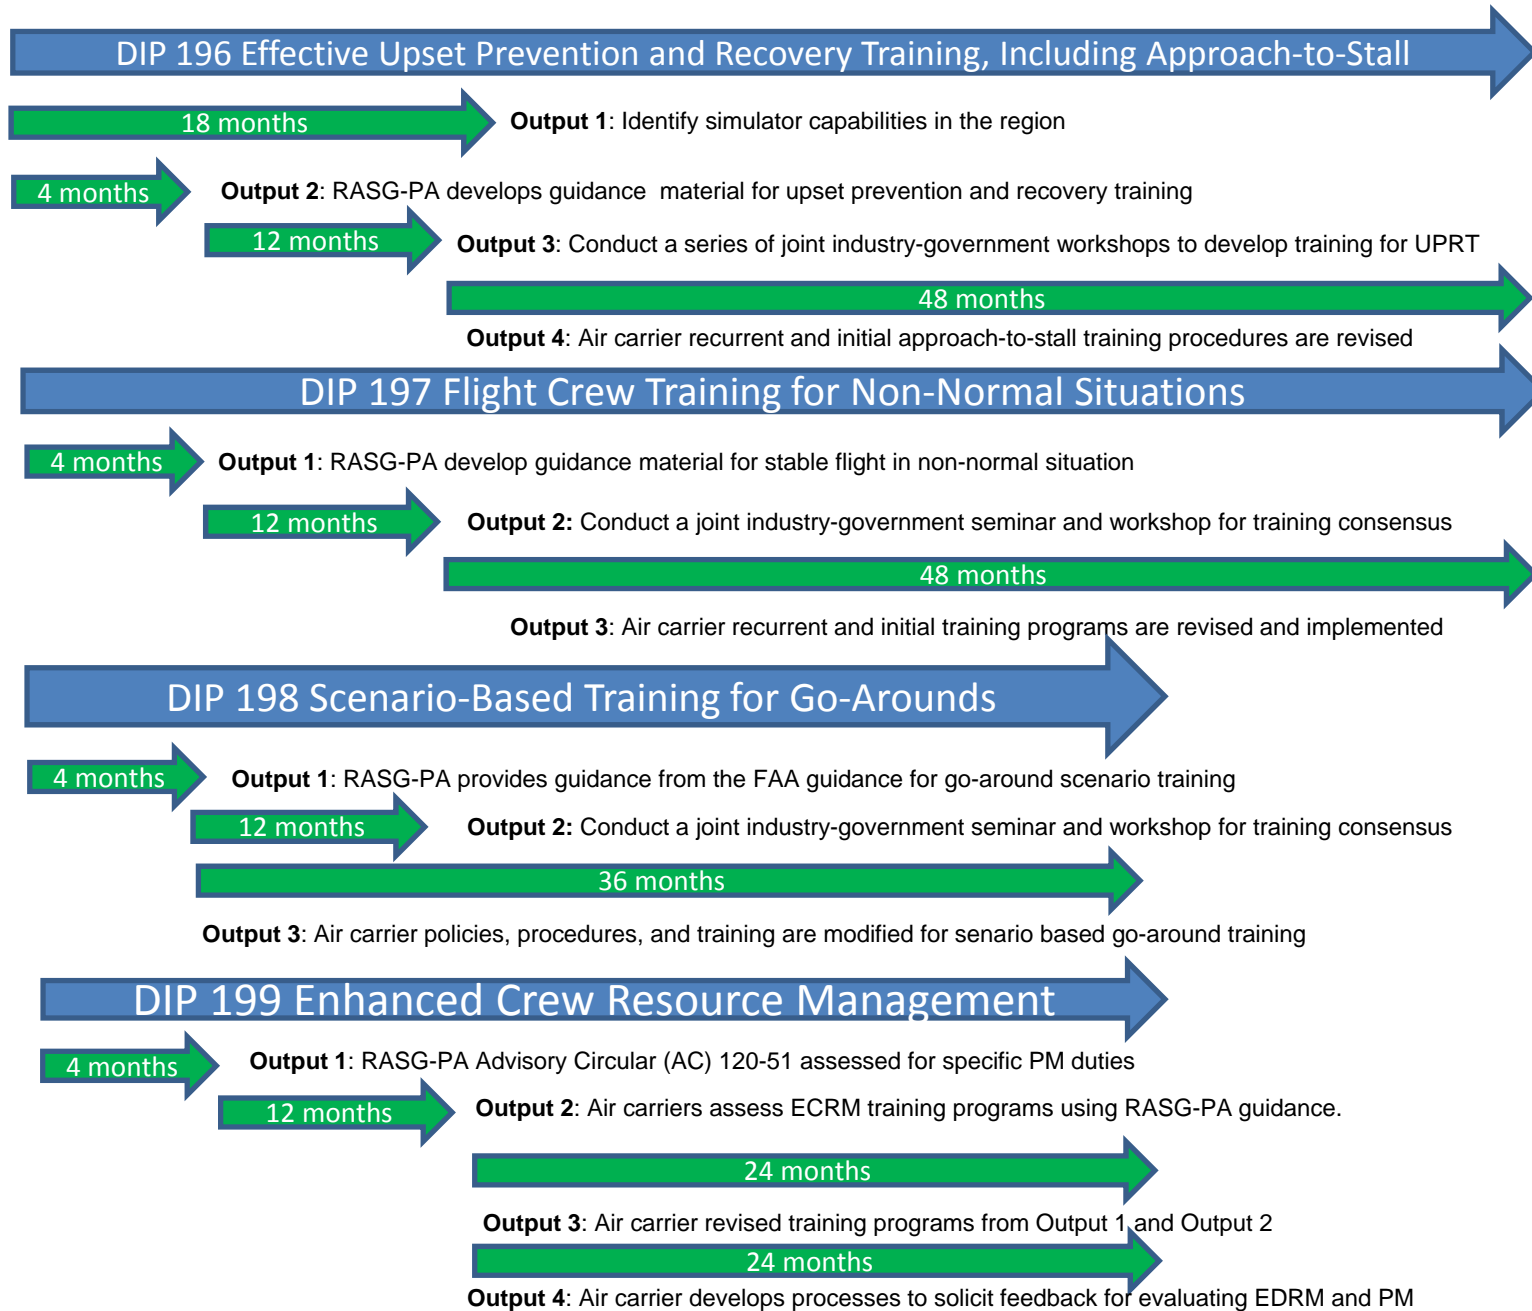 DIP 196 Effective Upset Prevention and Recovery Training, Including Approach-to-Stall
18 months
Output 1: Identify simulator capabilities in the region
4 months
Output 2: RASG-PA develops guidance material for upset prevention and recovery training
12 months
Output 3: Conduct a series of joint industry-government workshops to develop training for UPRT
48 months
Output 4: Air carrier recurrent and initial approach-to-stall training procedures are revised
DIP 197 Flight Crew Training for Non-Normal Situations
4 months
Output 1: RASG-PA develop guidance material for stable flight in non-normal situation
12 months
Output 2: Conduct a joint industry-government seminar and workshop for training consensus
48 months
Output 3: Air carrier recurrent and initial training programs are revised and implemented
DIP 198 Scenario-Based Training for Go-Arounds
4 months
Output 1: RASG-PA provides guidance from the FAA guidance for go-around scenario training
12 months
Output 2: Conduct a joint industry-government seminar and workshop for training consensus
36 months
Output 3: Air carrier policies, procedures, and training are modified for senario based go-around training
DIP 199 Enhanced Crew Resource Management
4 months
Output 1: RASG-PA Advisory Circular (AC) 120-51 assessed for specific PM duties
12 months
Output 2: Air carriers assess ECRM training programs using RASG-PA guidance.
24 months
Output 3: Air carrier revised training programs from Output 1 and Output 2
24 months
Output 4: Air carrier develops processes to solicit feedback for evaluating EDRM and PM